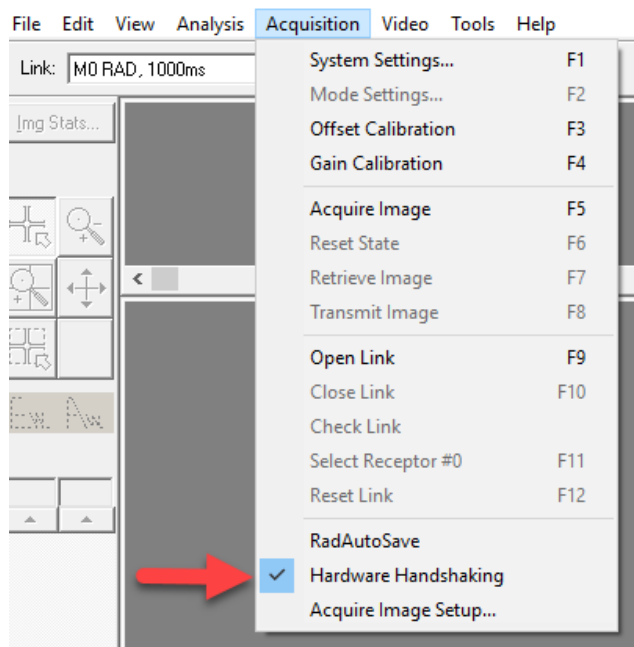 File Edit View Analysis Acquisition Video Tools Help
Link: M0 RAD, 1000ms
Img Stats...
System Settings... F1
Mode Settings... F2
Offset Calibration F3
Gain Calibration F4
Acquire Image F5
Reset State F6
Retrieve Image F7
Transmit Image F8
Open Link F9
Close Link F10
Check Link
Select Receptor #0 F11
Reset Link F12
RadAutoSave
Hardware Handshaking
Acquire Image Setup...